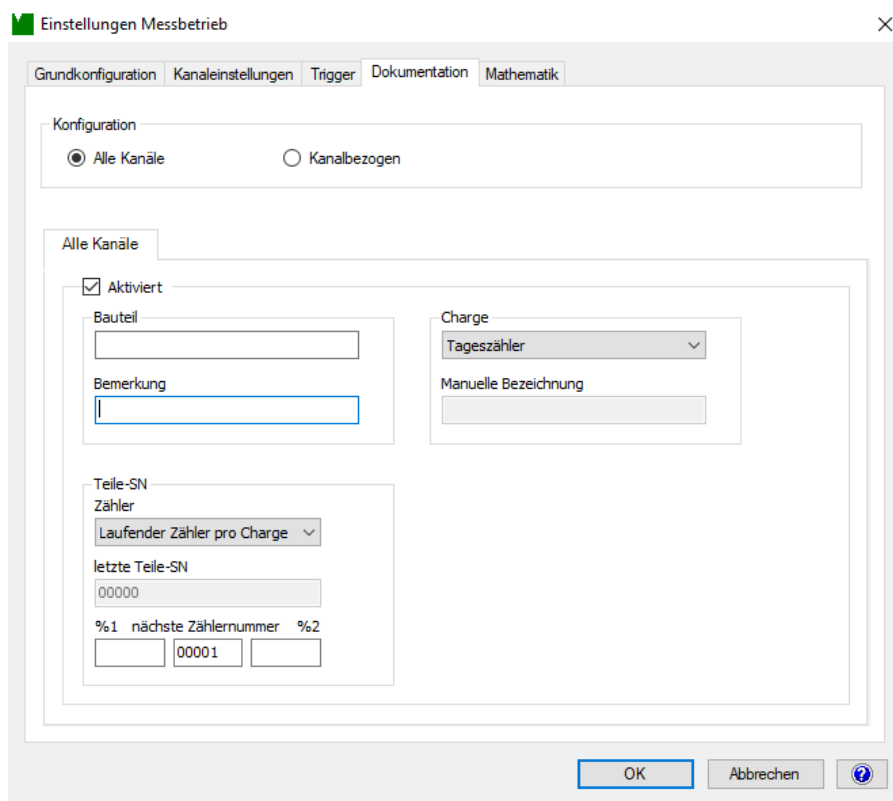 Einstellungen Messbetrieb
Grundkonfiguration Kanaleinstellungen Trigger Dokumentation Mathematik
Konfiguration
Alle Kanäle Kanalbezogen
Alle Kanäle
Aktiviert
Bauteil
Bemerkung
Charge
Tageszähler
Manuelle Bezeichnung
Teile-SN
Zähler
Laufender Zähler pro Charge
letzte Teile-SN
00000
%1 nächste Zählernummer %2
00001
OK Abbrechen ?